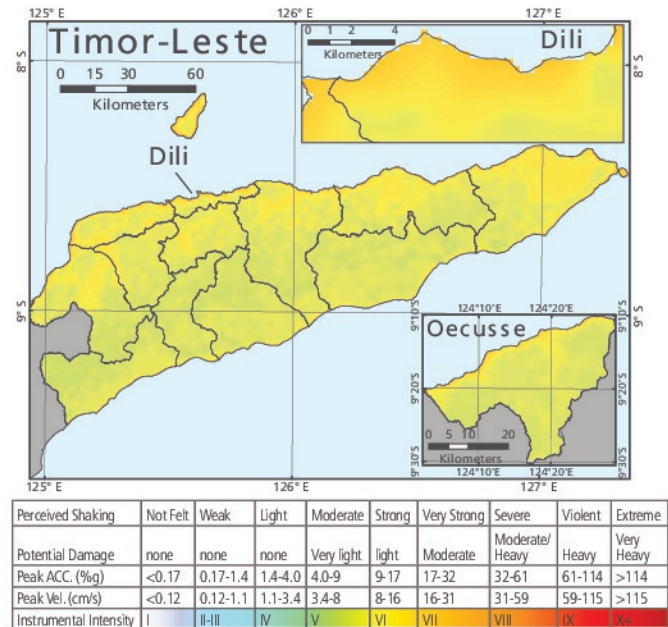 125° E 126° E 127° E
Timor-Leste
0 15 30 60
Kilometers
8° S
Dili
0 1 2 4
Kilometers
Dili
8° S
9° S
9° S
Oecusse
124°10'E 124°20'E
9°10'S
9°10'S
9°20'S
9°20'S
9°30'S
9°30'S
0 5 10 20
Kilometers
124°10'E 124°20'E
125° E 126° E 127° E
Perceived Shaking Not Felt Weak Light Moderate Strong Very Strong Severe Violent Extreme
Potential Damage none none none Very light light Moderate Moderate/ Heavy Heavy Very Heavy
Peak ACC. (%g) <0.17 0.17-1.4 1.4-4.0 4.0-9 9-17 17-32 32-61 61-114 >114
Peak Vel.(cm/s) <0.12 0.12-1.1 1.1-3.4 3.4-8 8-16 16-31 31-59 59-115 >115
Instrumental Intensity I II-III IV V VI VII VIII IX X+